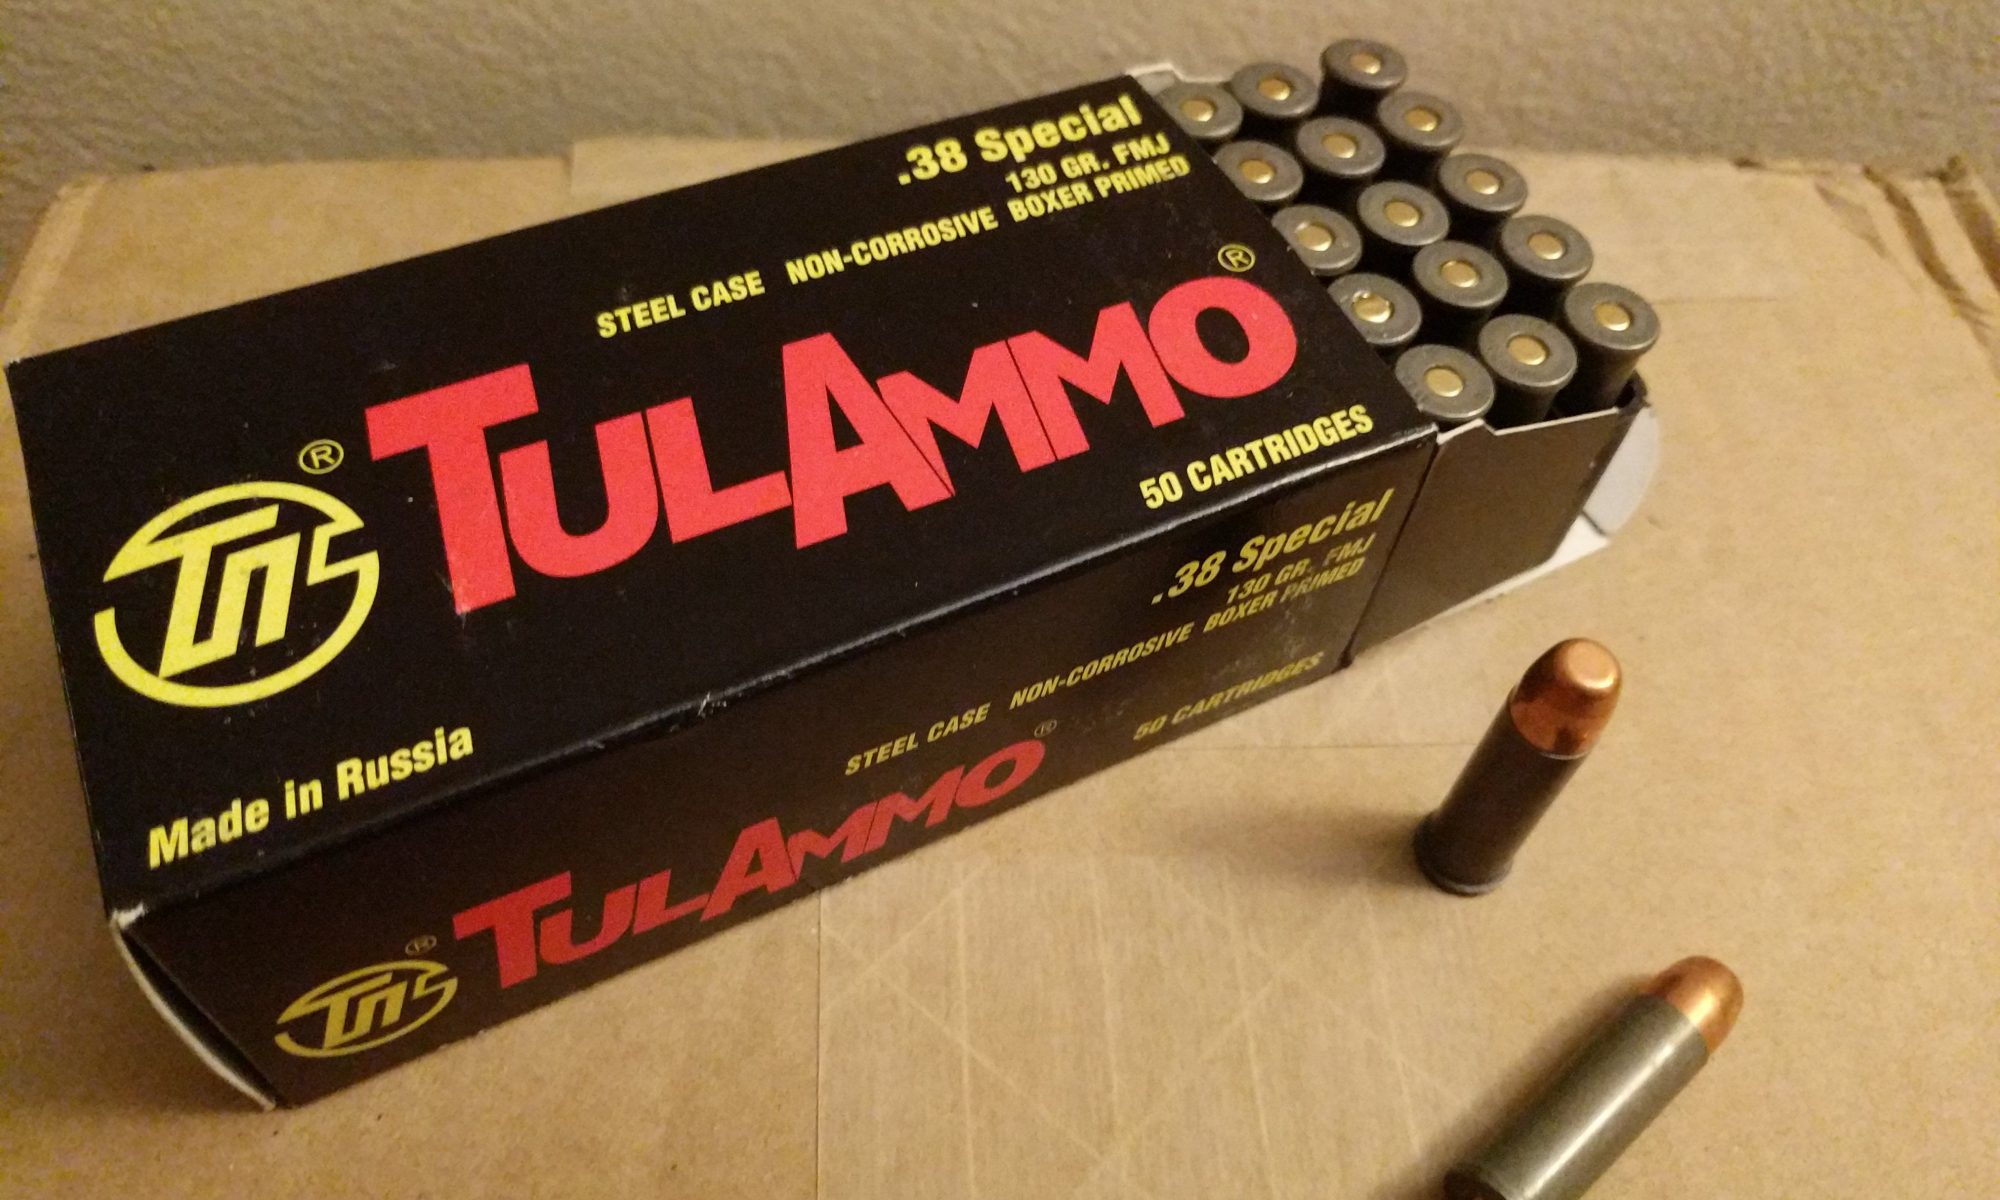 .38 Special
130 GR. FMJ
STEEL CASE NON-CORROSIVE BOXER PRIMED
TULAMMO ®
50 CARTRIDGES
®
Made in Russia
.38 Special
130 GR. FMJ
STEEL CASE NON-CORROSIVE BOXER PRIMED
TULAMMO ®
50 CARTRIDGES
®